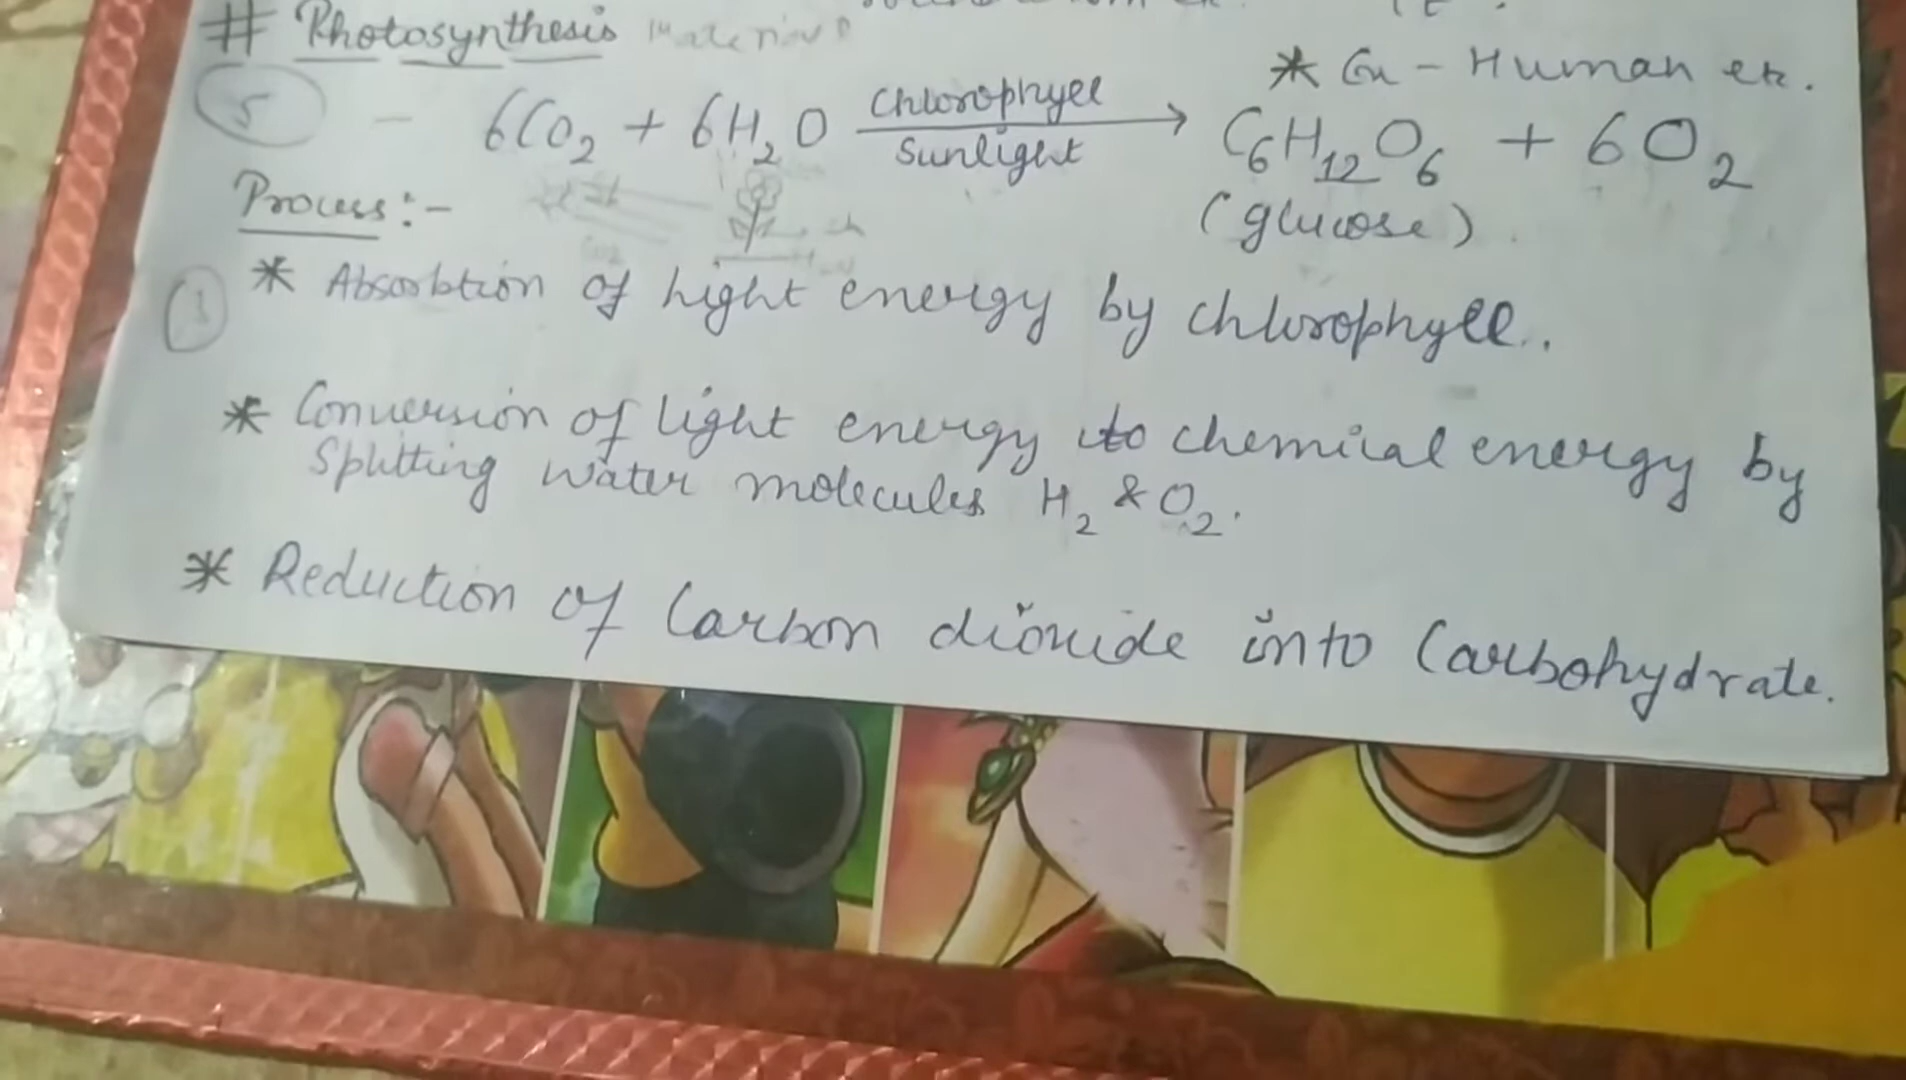 # Photosynthesis
* Ex - Human etc.
5
- 6CO₂ + 6H₂O Chlorophyll Sunlight → C₆H₁₂O₆ + 6O₂
(glucose)
Process:-
1
* Absorbtion of light energy by chlorophyll.
* Conversion of light energy to chemical energy by
Splitting water molecules H₂ & O₂.
* Reduction of Carbon dioxide into Carbohydrate.